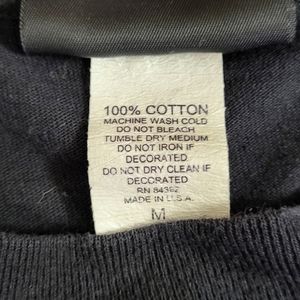 100% COTTON
MACHINE WASH COLD
DO NOT BLEACH
TUMBLE DRY MEDIUM
DO NOT IRON IF
DECORATED
DO NOT DRY CLEAN IF
DECORATED
RN 84392
MADE IN U.S.A.
M